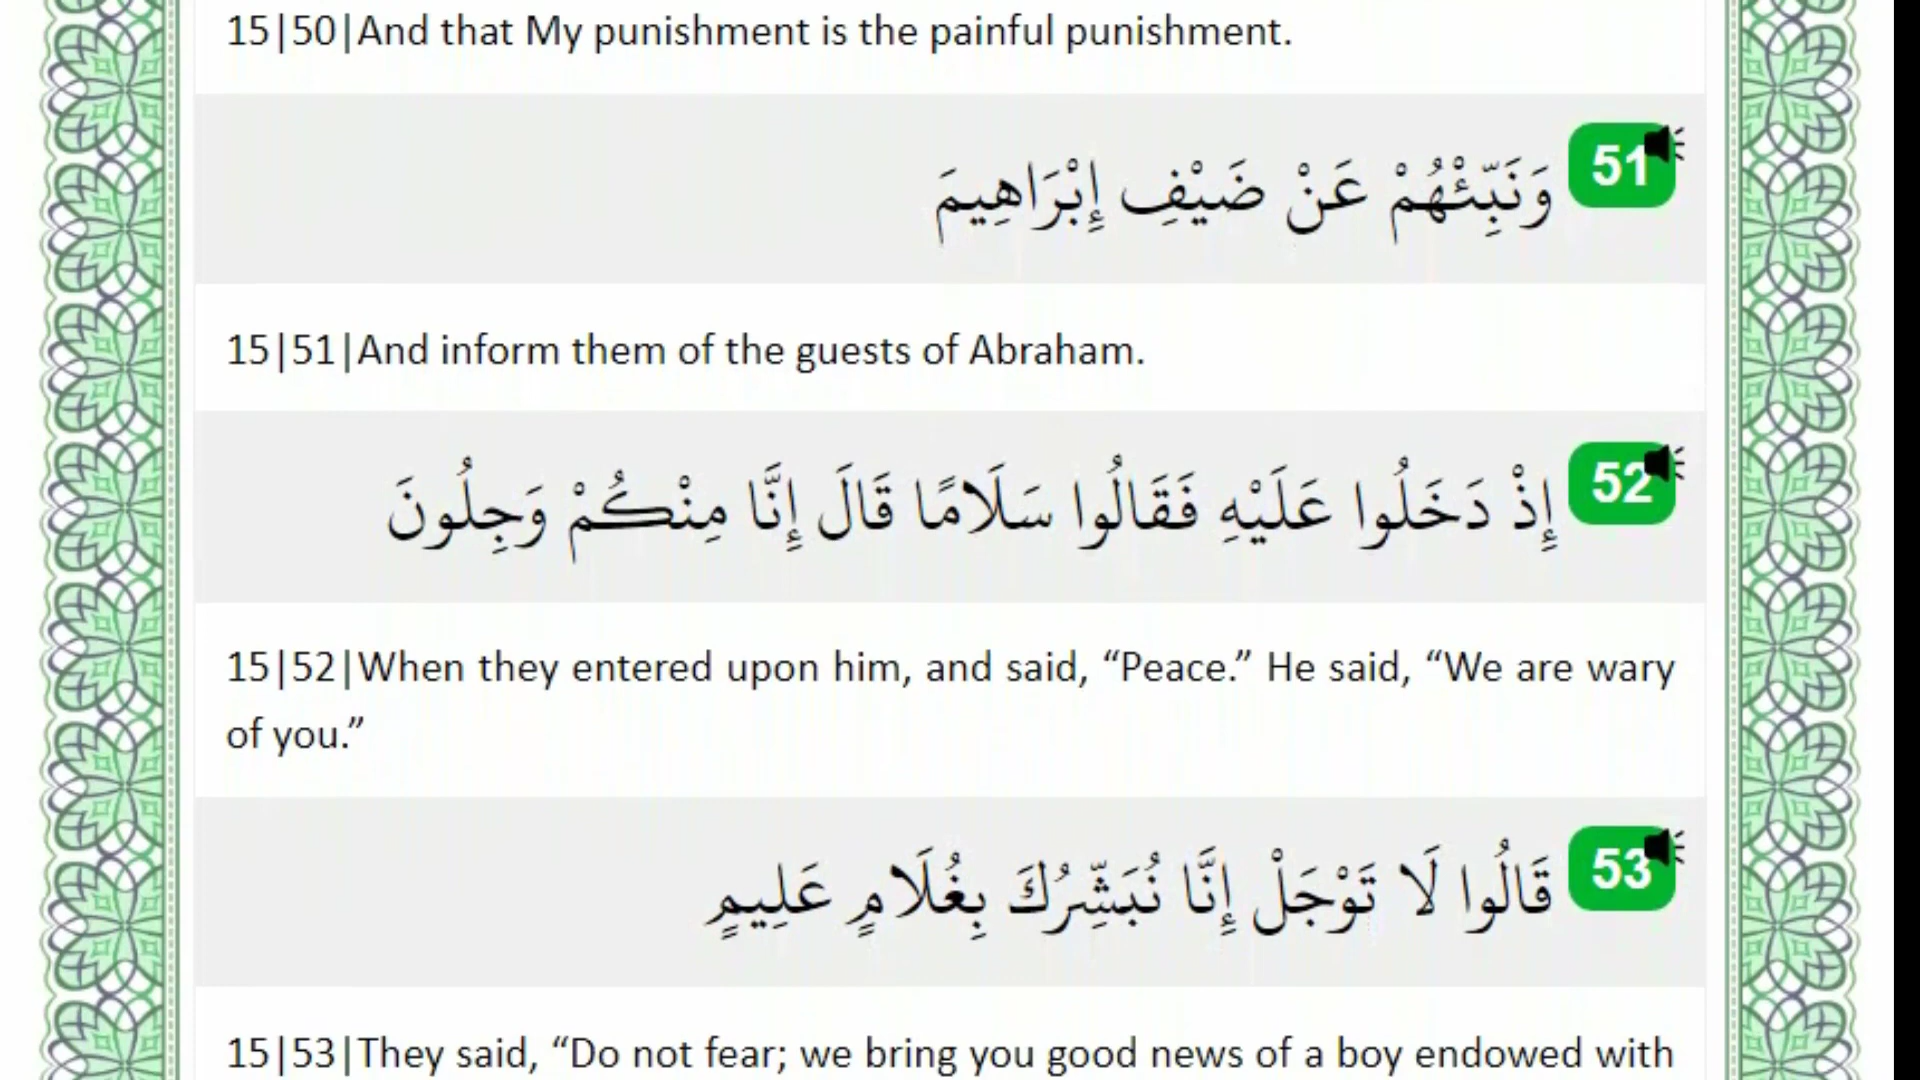 15|50|And that My punishment is the painful punishment.
51 وَنَبِّئْهُمْ عَنْ ضَيْفِ إِبْرَاهِيمَ
15|51|And inform them of the guests of Abraham.
52 إِذْ دَخَلُوا عَلَيْهِ فَقَالُوا سَلَامًا قَالَ إِنَّا مِنْكُمْ وَجِلُونَ
15|52|When they entered upon him, and said, “Peace.” He said, “We are wary
of you.”
53 قَالُوا لَا تَوْجَلْ إِنَّا نُبَشِّرُكَ بِغُلَامٍ عَلِيمٍ
15|53|They said, “Do not fear; we bring you good news of a boy endowed with